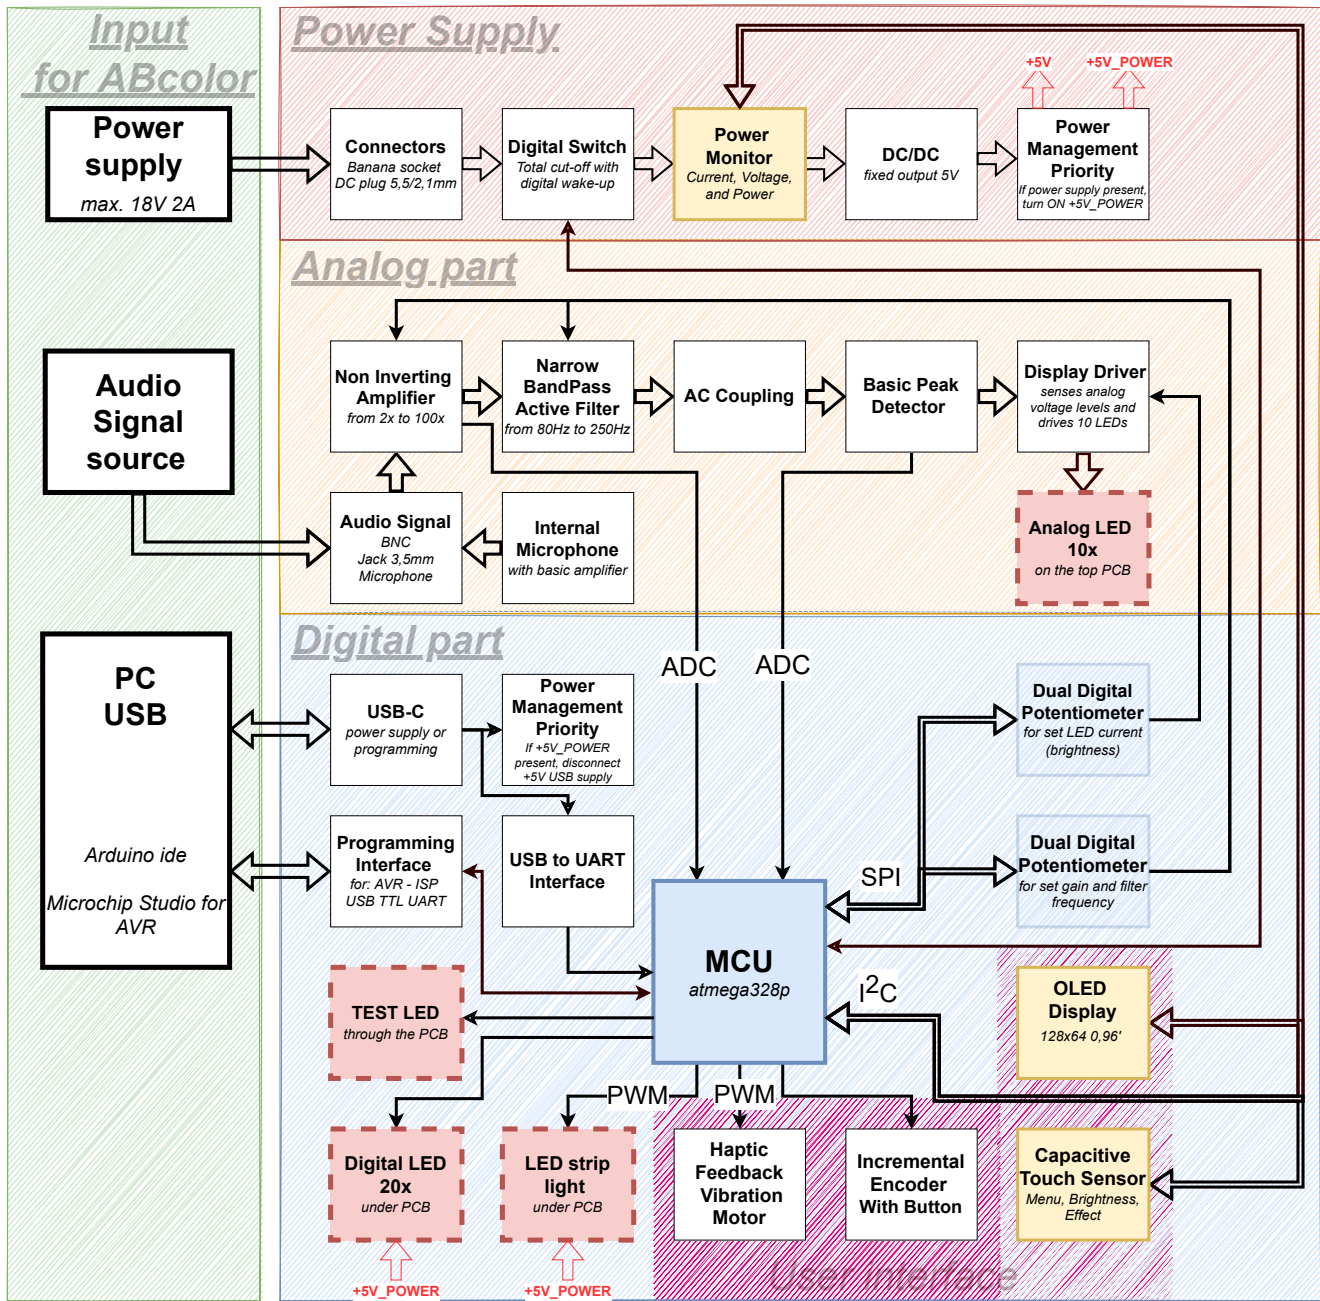 Input
for ABcolor
Power
supply
max. 18V 2A
Audio
Signal
source
PC
USB
Arduino ide
Microchip Studio for
AVR
Power Supply
Connectors
Banana socket
DC plug 5,5/2,1mm
Digital Switch
Total cut-off with
digital wake-up
Power
Monitor
Current, Voltage,
and Power
DC/DC
fixed output 5V
+5V
+5V_POWER
Power
Management
Priority
If power supply present,
turn ON +5V_POWER
Analog part
Non Inverting
Amplifier
from 2x to 100x
Narrow
BandPass
Active Filter
from 80Hz to 250Hz
AC Coupling
Basic Peak
Detector
Display Driver
senses analog
voltage levels and
drives 10 LEDs
Audio Signal
BNC
Jack 3,5mm
Microphone
Internal
Microphone
with basic amplifier
Analog LED
10x
on the top PCB
Digital part
ADC
ADC
USB-C
power supply or
programming
Power
Management
Priority
If +5V_POWER
present, disconnect
+5V USB supply
Dual Digital
Potentiometer
for set LED current
(brightness)
Programming
Interface
for: AVR - ISP
USB TTL UART
USB to UART
Interface
Dual Digital
Potentiometer
for set gain and filter
frequency
SPI
MCU
atmega328p
I2C
TEST LED
through the PCB
OLED
Display
128x64 0,96'
PWM
PWM
Digital LED
20x
under PCB
LED strip
light
under PCB
Haptic
Feedback
Vibration
Motor
Incremental
Encoder
With Button
Capacitive
Touch Sensor
Menu, Brightness,
Effect
User interface
+5V_POWER
+5V_POWER